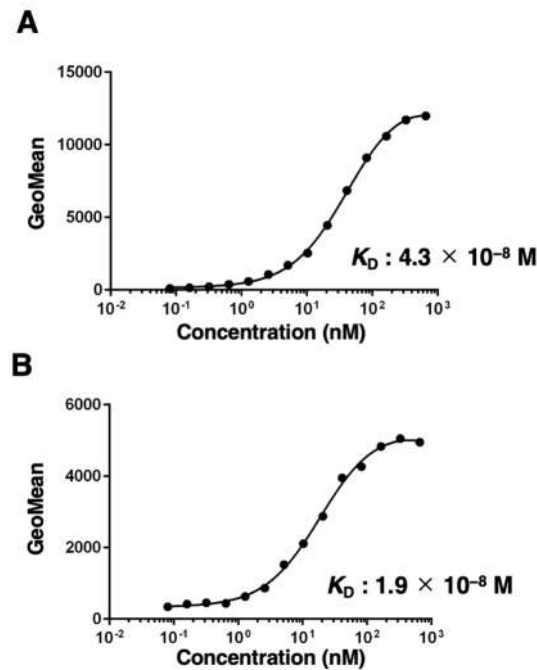 A
15000
10000
5000
0
GeoMean
K_D : 4.3 × 10⁻⁸ M
10⁻² 10⁻¹ 10⁰ 10¹ 10² 10³
Concentration (nM)
B
6000
4000
2000
0
GeoMean
K_D : 1.9 × 10⁻⁸ M
10⁻² 10⁻¹ 10⁰ 10¹ 10² 10³
Concentration (nM)